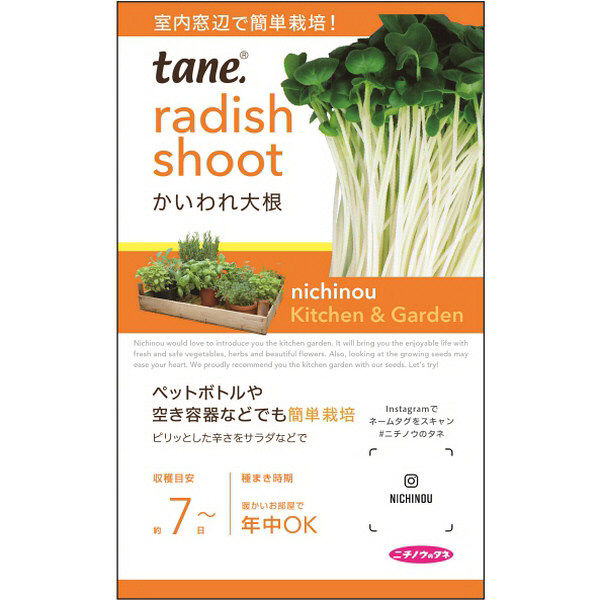 室内窓辺で簡単栽培！
tane.®
radish
shoot
かいわれ大根
nichinou
Kitchen & Garden
Nichinou would love to introduce you the kitchen garden. It will bring you the enjoyable life with
fresh and safe vegetables, herbs and beautiful flowers. Also, looking at the growing seeds may
ease your heart. We proudly recommend you the kitchen garden with our seeds. Let's try!
ペットボトルや
空き容器などでも簡単栽培
ピリッとした辛さをサラダなどで
収穫目安
約7〜日
種まき時期
暖かいお部屋で
年中OK
Instagramで
ネームタグをスキャン
#ニチノウのタネ
NICHINOU
ニチノウのタネ